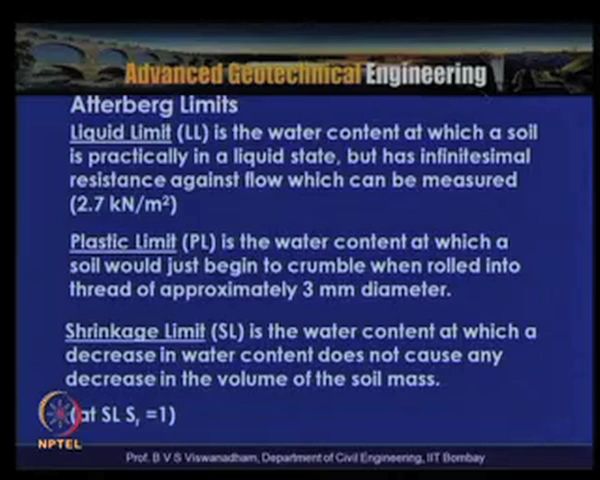 Advanced Geotechnical Engineering
Atterberg Limits
Liquid Limit (LL) is the water content at which a soil
is practically in a liquid state, but has infinitesimal
resistance against flow which can be measured
(2.7 kN/m²)
Plastic Limit (PL) is the water content at which a
soil would just begin to crumble when rolled into
thread of approximately 3 mm diameter.
Shrinkage Limit (SL) is the water content at which a
decrease in water content does not cause any
decrease in the volume of the soil mass.
(at SL Sr =1)
NPTEL
Prof. B V S Viswanadham, Department of Civil Engineering, IIT Bombay